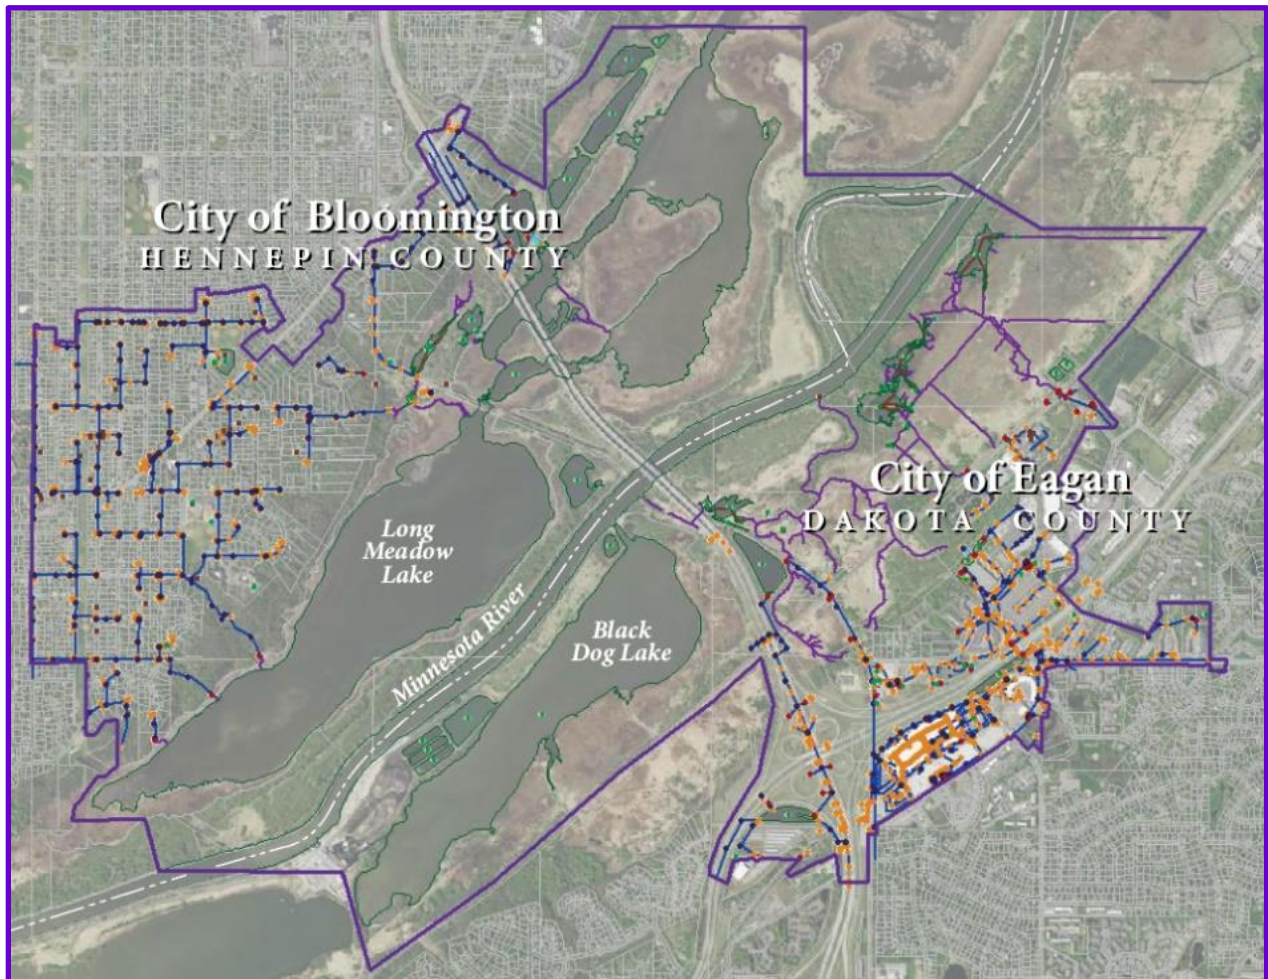 City of Bloomington
HENNEPIN COUNTY
City of Eagan
DAKOTA COUNTY
Long
Meadow
Lake
Black
Dog Lake
Minnesota River